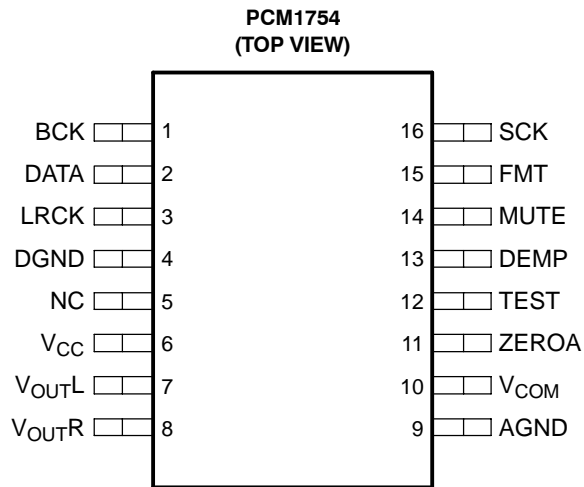 PCM1754
(TOP VIEW)
BCK 1 16 SCK
DATA 2 15 FMT
LRCK 3 14 MUTE
DGND 4 13 DEMP
NC 5 12 TEST
VCC 6 11 ZEROA
VOUTL 7 10 VCOM
VOUTR 8 9 AGND